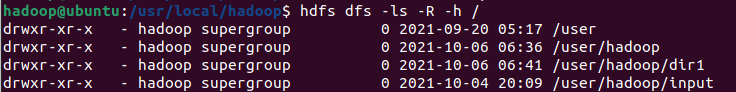 hadoop@ubuntu:/usr/local/hadoop$ hdfs dfs -ls -R -h /
drwxr-xr-x   - hadoop supergroup          0 2021-09-20 05:17 /user
drwxr-xr-x   - hadoop supergroup          0 2021-10-06 06:36 /user/hadoop
drwxr-xr-x   - hadoop supergroup          0 2021-10-06 06:41 /user/hadoop/dir1
drwxr-xr-x   - hadoop supergroup          0 2021-10-04 20:09 /user/hadoop/input